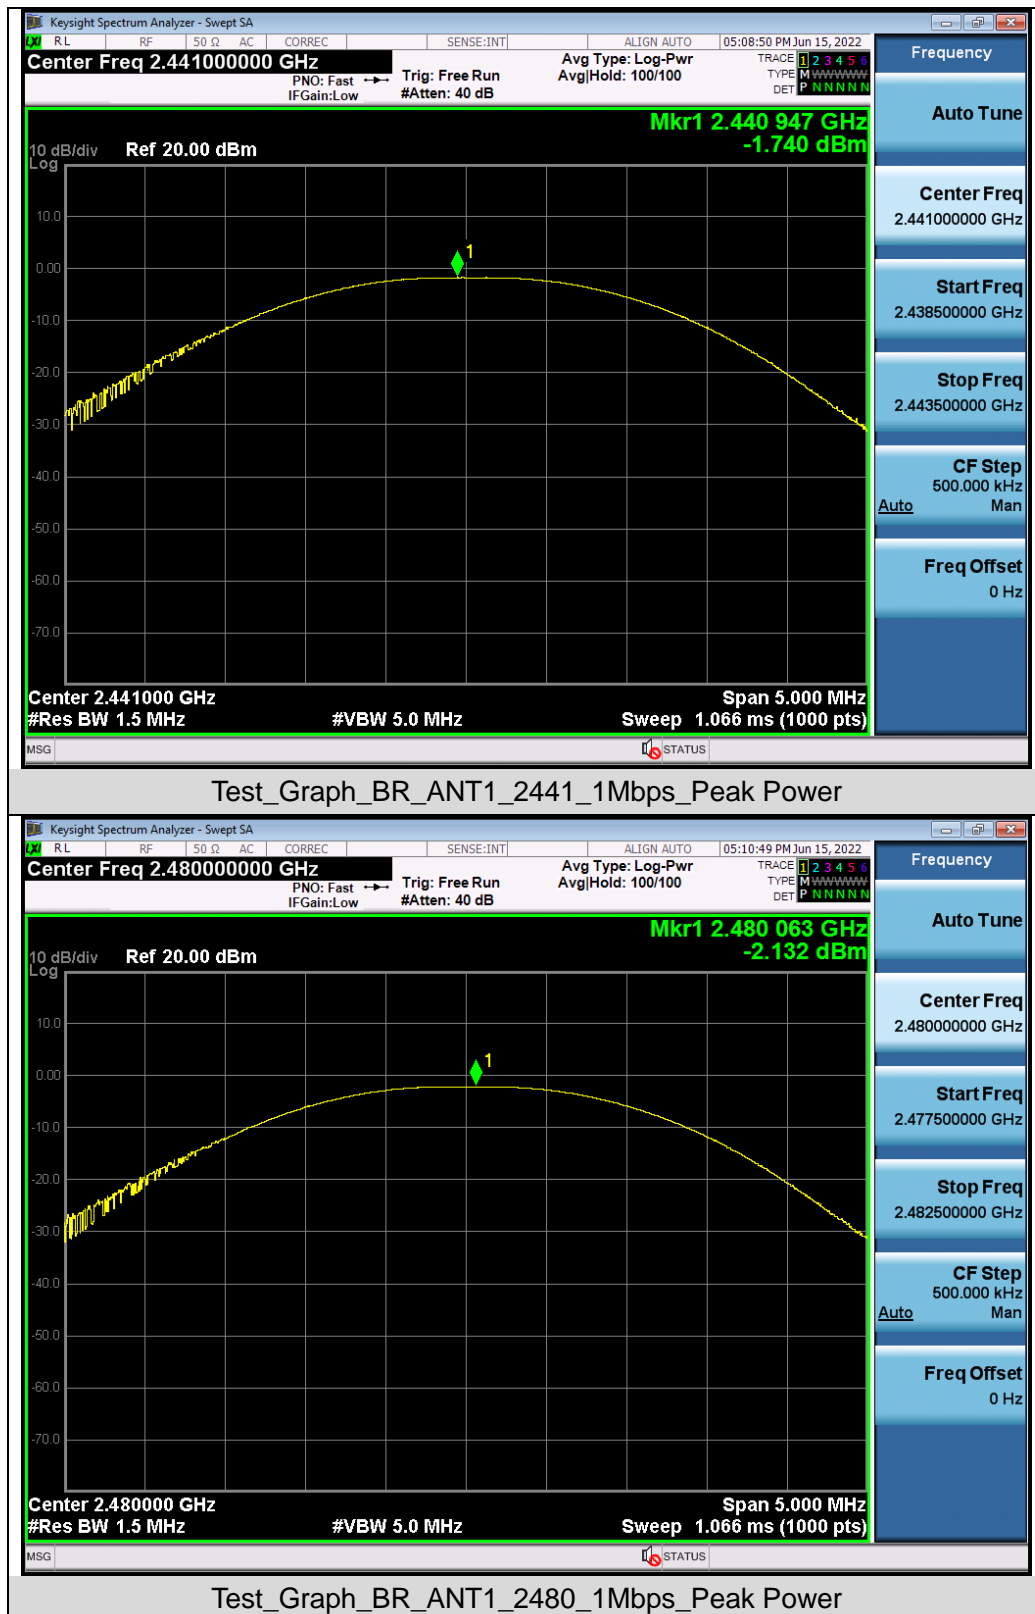 Keysight Spectrum Analyzer - Swept SA
LXI RL RF 50 Ω AC CORREC SENSE:INT ALIGN AUTO 05:08:50 PM Jun 15, 2022
Center Freq 2.441000000 GHz
PNO: Fast
IFGain:Low
Trig: Free Run
#Atten: 40 dB
Avg Type: Log-Pwr
Avg|Hold: 100/100
TRACE 1 2 3 4 5 6
TYPE M WWWWW
DET P N N N N N
Mkr1 2.440 947 GHz
-1.740 dBm
10 dB/div Ref 20.00 dBm
Log
1
10.0
0.00
-10.0
-20.0
-30.0
-40.0
-50.0
-60.0
-70.0
Center 2.441000 GHz Span 5.000 MHz
#Res BW 1.5 MHz #VBW 5.0 MHz Sweep 1.066 ms (1000 pts)
MSG STATUS
Frequency
Auto Tune
Center Freq
2.441000000 GHz
Start Freq
2.438500000 GHz
Stop Freq
2.443500000 GHz
CF Step
500.000 kHz
Auto Man
Freq Offset
0 Hz
Test_Graph_BR_ANT1_2441_1Mbps_Peak Power
Keysight Spectrum Analyzer - Swept SA
LXI RL RF 50 Ω AC CORREC SENSE:INT ALIGN AUTO 05:10:49 PM Jun 15, 2022
Center Freq 2.480000000 GHz
PNO: Fast
IFGain:Low
Trig: Free Run
#Atten: 40 dB
Avg Type: Log-Pwr
Avg|Hold: 100/100
TRACE 1 2 3 4 5 6
TYPE M WWWWW
DET P N N N N N
Mkr1 2.480 063 GHz
-2.132 dBm
10 dB/div Ref 20.00 dBm
Log
1
10.0
0.00
-10.0
-20.0
-30.0
-40.0
-50.0
-60.0
-70.0
Center 2.480000 GHz Span 5.000 MHz
#Res BW 1.5 MHz #VBW 5.0 MHz Sweep 1.066 ms (1000 pts)
MSG STATUS
Frequency
Auto Tune
Center Freq
2.480000000 GHz
Start Freq
2.477500000 GHz
Stop Freq
2.482500000 GHz
CF Step
500.000 kHz
Auto Man
Freq Offset
0 Hz
Test_Graph_BR_ANT1_2480_1Mbps_Peak Power